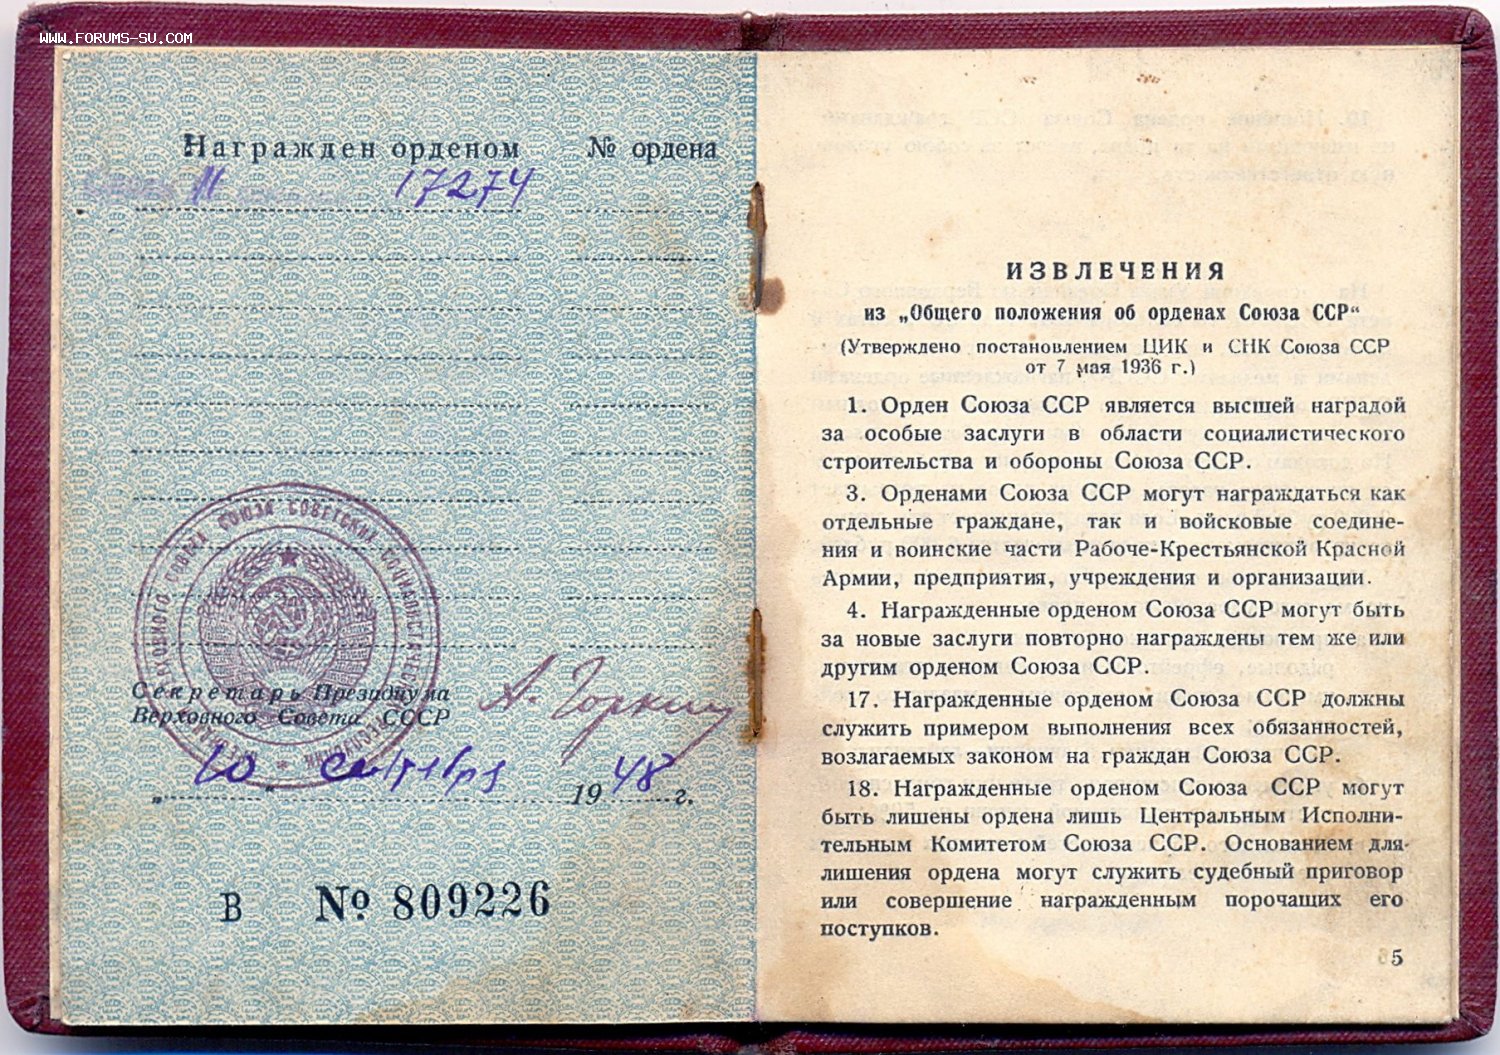 WWW.FORUMS-SU.COM
Награжден орденом № ордена
17274
СОЮЗА СОВЕТСКИХ СОЦИАЛИСТИЧЕСКИХ
Секретарь Президиума
Верховного Совета СССР
А. Горкин
„10“ сентября 1948 г.
В № 809226
ИЗВЛЕЧЕНИЯ
из „Общего положения об орденах Союза ССР“
(Утверждено постановлением ЦИК и СНК Союза ССР
от 7 мая 1936 г.)
1. Орден Союза ССР является высшей наградой
за особые заслуги в области социалистического
строительства и обороны Союза ССР.
3. Орденами Союза ССР могут награждаться как
отдельные граждане, так и войсковые соедине-
ния и воинские части Рабоче-Крестьянской Красной
Армии, предприятия, учреждения и организации.
4. Награжденные орденом Союза ССР могут быть
за новые заслуги повторно награждены тем же или
другим орденом Союза ССР.
17. Награжденные орденом Союза ССР должны
служить примером выполнения всех обязанностей,
возлагаемых законом на граждан Союза ССР.
18. Награжденные орденом Союза ССР могут
быть лишены ордена лишь Центральным Исполни-
тельным Комитетом Союза ССР. Основанием для
лишения ордена могут служить судебный приговор
или совершение награжденным порочащих его
поступков.
5